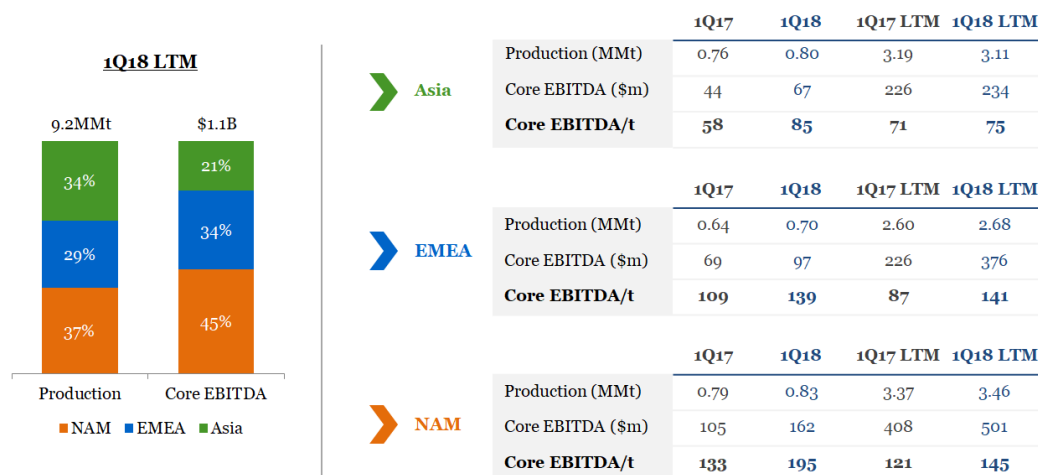 1Q18 LTM
9.2MMt $1.1B
34% 21%
29% 34%
37% 45%
Production Core EBITDA
NAM EMEA Asia
Asia
1Q17 1Q18 1Q17 LTM 1Q18 LTM
Production (MMt) 0.76 0.80 3.19 3.11
Core EBITDA ($m) 44 67 226 234
Core EBITDA/t 58 85 71 75
EMEA
1Q17 1Q18 1Q17 LTM 1Q18 LTM
Production (MMt) 0.64 0.70 2.60 2.68
Core EBITDA ($m) 69 97 226 376
Core EBITDA/t 109 139 87 141
NAM
1Q17 1Q18 1Q17 LTM 1Q18 LTM
Production (MMt) 0.79 0.83 3.37 3.46
Core EBITDA ($m) 105 162 408 501
Core EBITDA/t 133 195 121 145